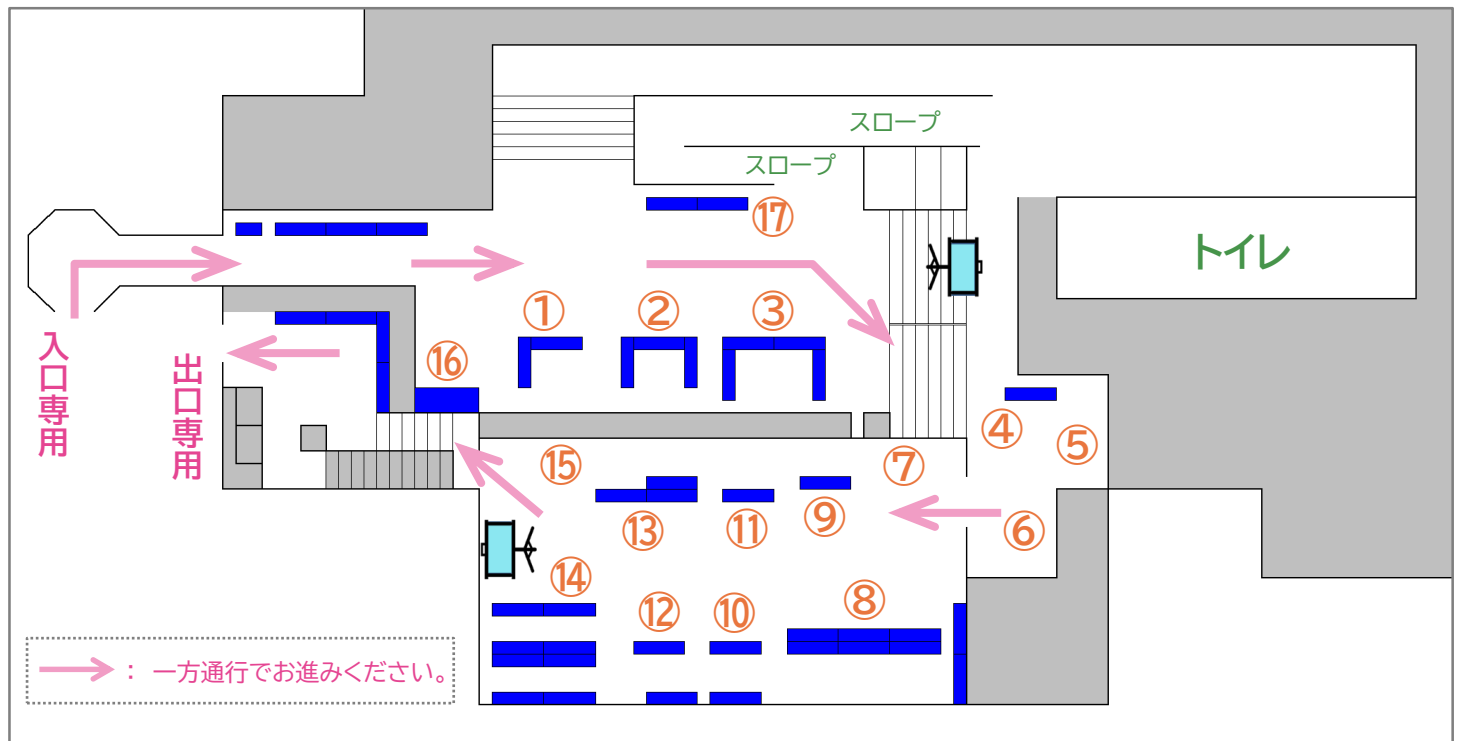 スロープ
スロープ
⑰
トイレ
①
②
③
入口専用
出口専用
⑯
④
⑤
⑮
⑦
⑬
⑪
⑨
⑥
⑭
⑫
⑩
⑧
： 一方通行でお進みください。